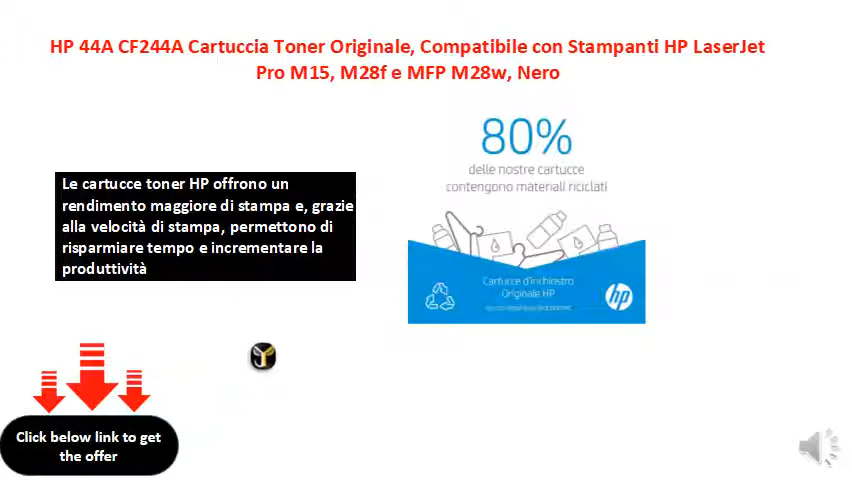 HP 44A CF244A Cartuccia Toner Originale, Compatibile con Stampanti HP LaserJet
Pro M15, M28f e MFP M28w, Nero
80%
delle nostre cartucce
contengono materiali riciclati
Le cartucce toner HP offrono un
rendimento maggiore di stampa e, grazie
alla velocità di stampa, permettono di
risparmiare tempo e incrementare la
produttività
Cartucce d'inchiostro
Originale HP
hp
Click below link to get
the offer